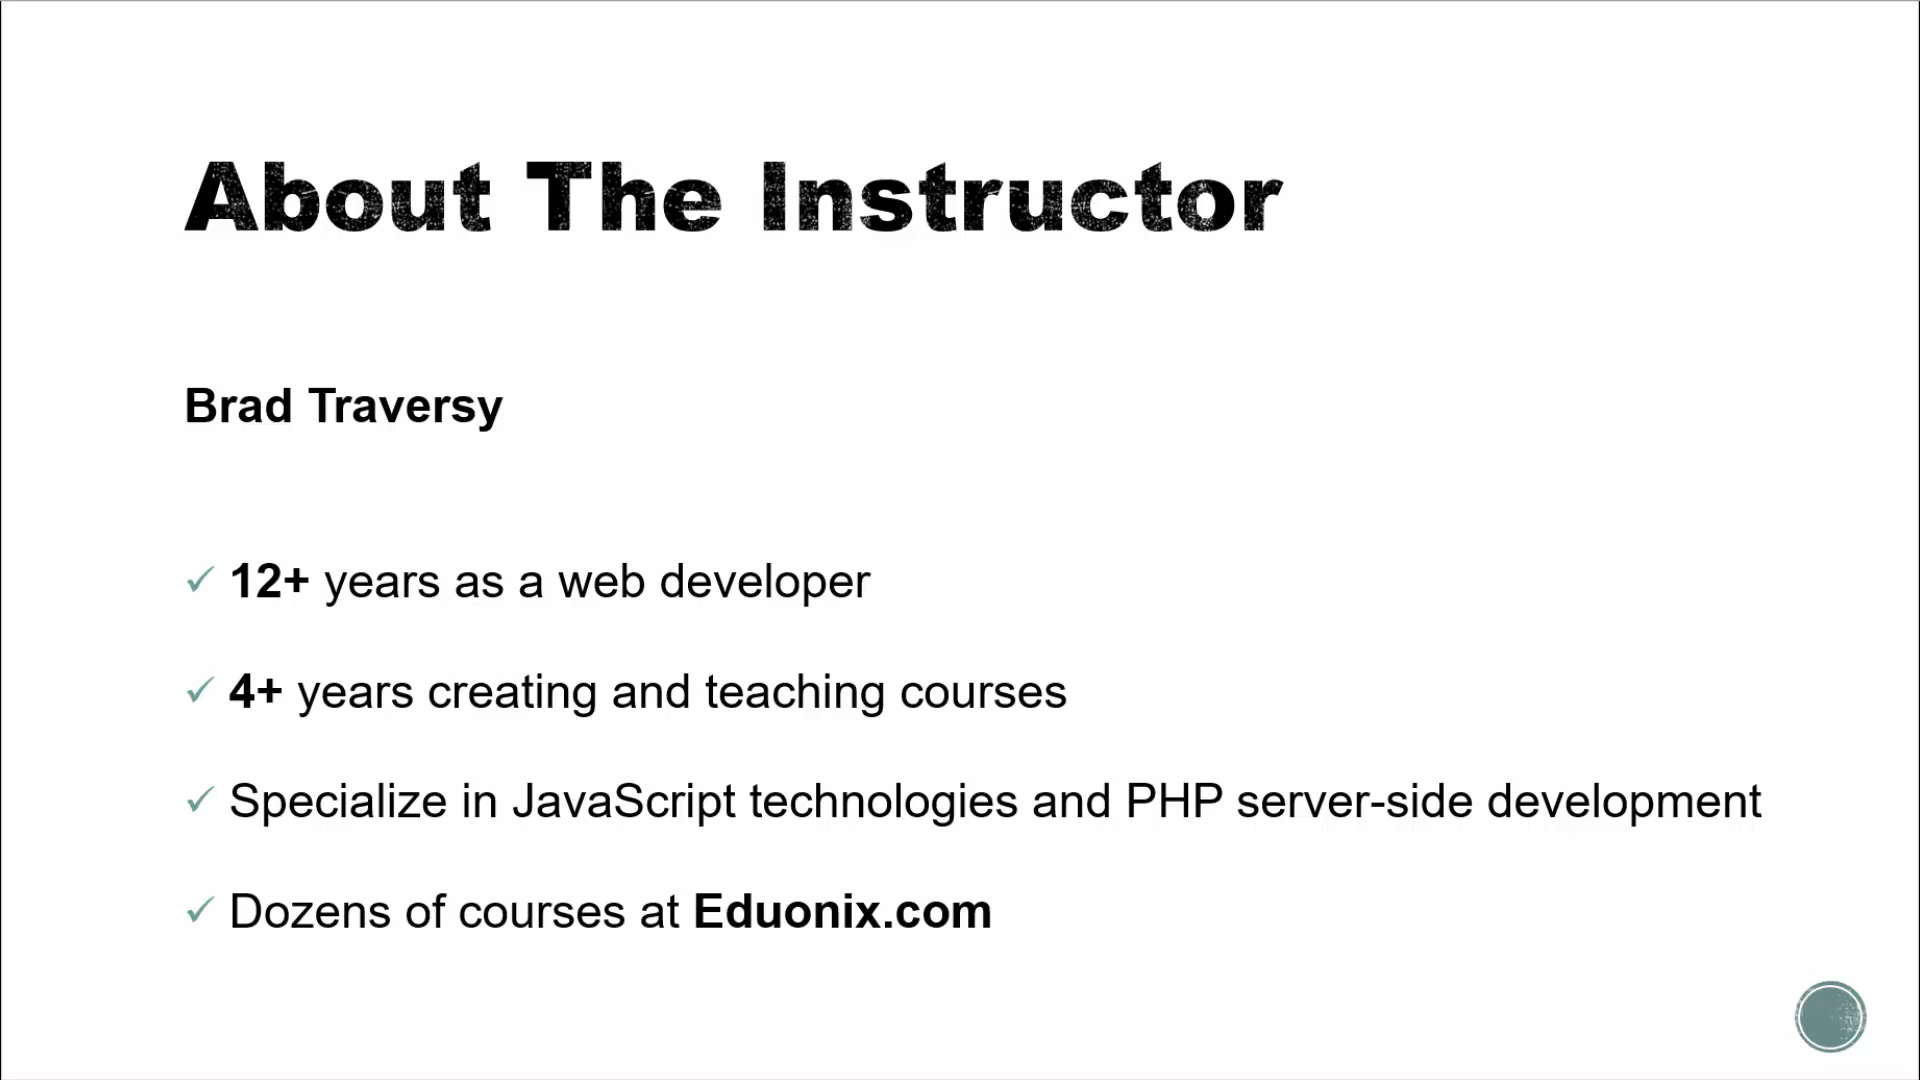 About The Instructor
Brad Traversy
✓ 12+ years as a web developer
✓ 4+ years creating and teaching courses
✓ Specialize in JavaScript technologies and PHP server-side development
✓ Dozens of courses at Eduonix.com